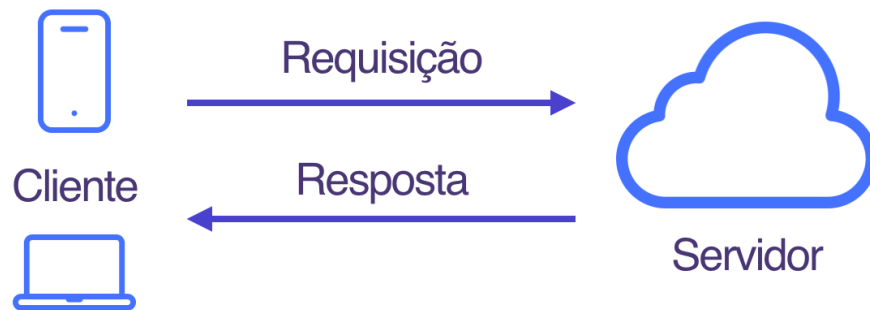 Requisição
Cliente
Resposta
Servidor